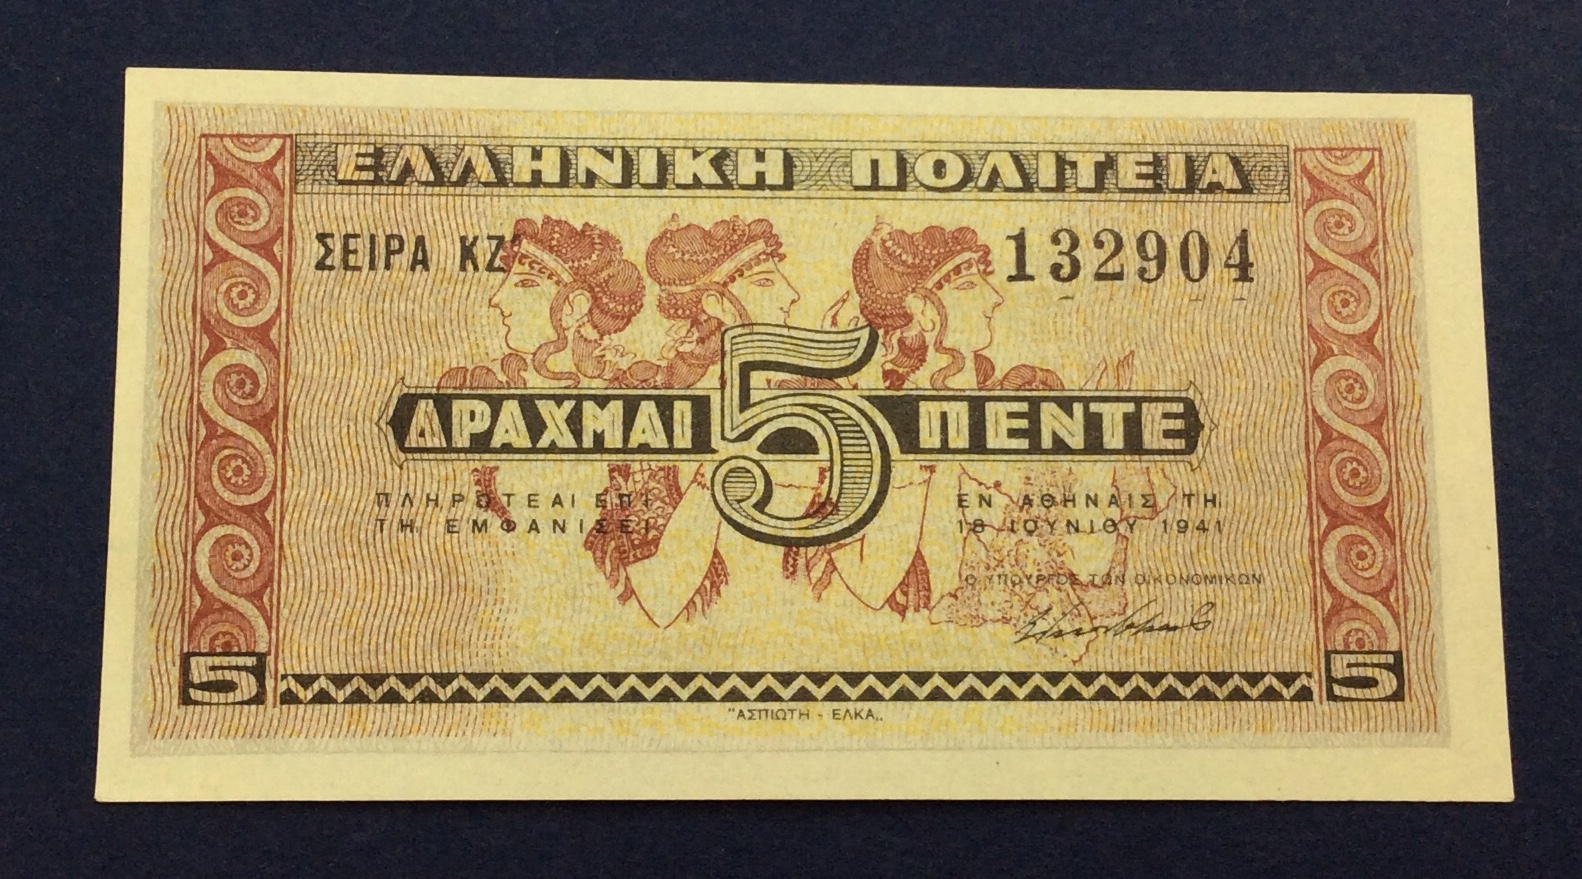 ΕΛΛΗΝΙΚΗ ΠΟΛΙΤΕΙΑ
ΣΕΙΡΑ ΚΖ 132904
ΔΡΑΧΜΑΙ 5 ΠΕΝΤΕ
ΠΛΗΡΩΤΕΑΙ ΕΠΙ
ΤΗ ΕΜΦΑΝΙΣΕΙ
ΕΝ ΑΘΗΝΑΙΣ ΤΗ
18 ΙΟΥΝΙΟΥ 1941
Ο ΥΠΟΥΡΓΟΣ ΤΩΝ ΟΙΚΟΝΟΜΙΚΩΝ
5 5
"ΑΣΠΙΩΤΗ - ΕΛΚΑ„